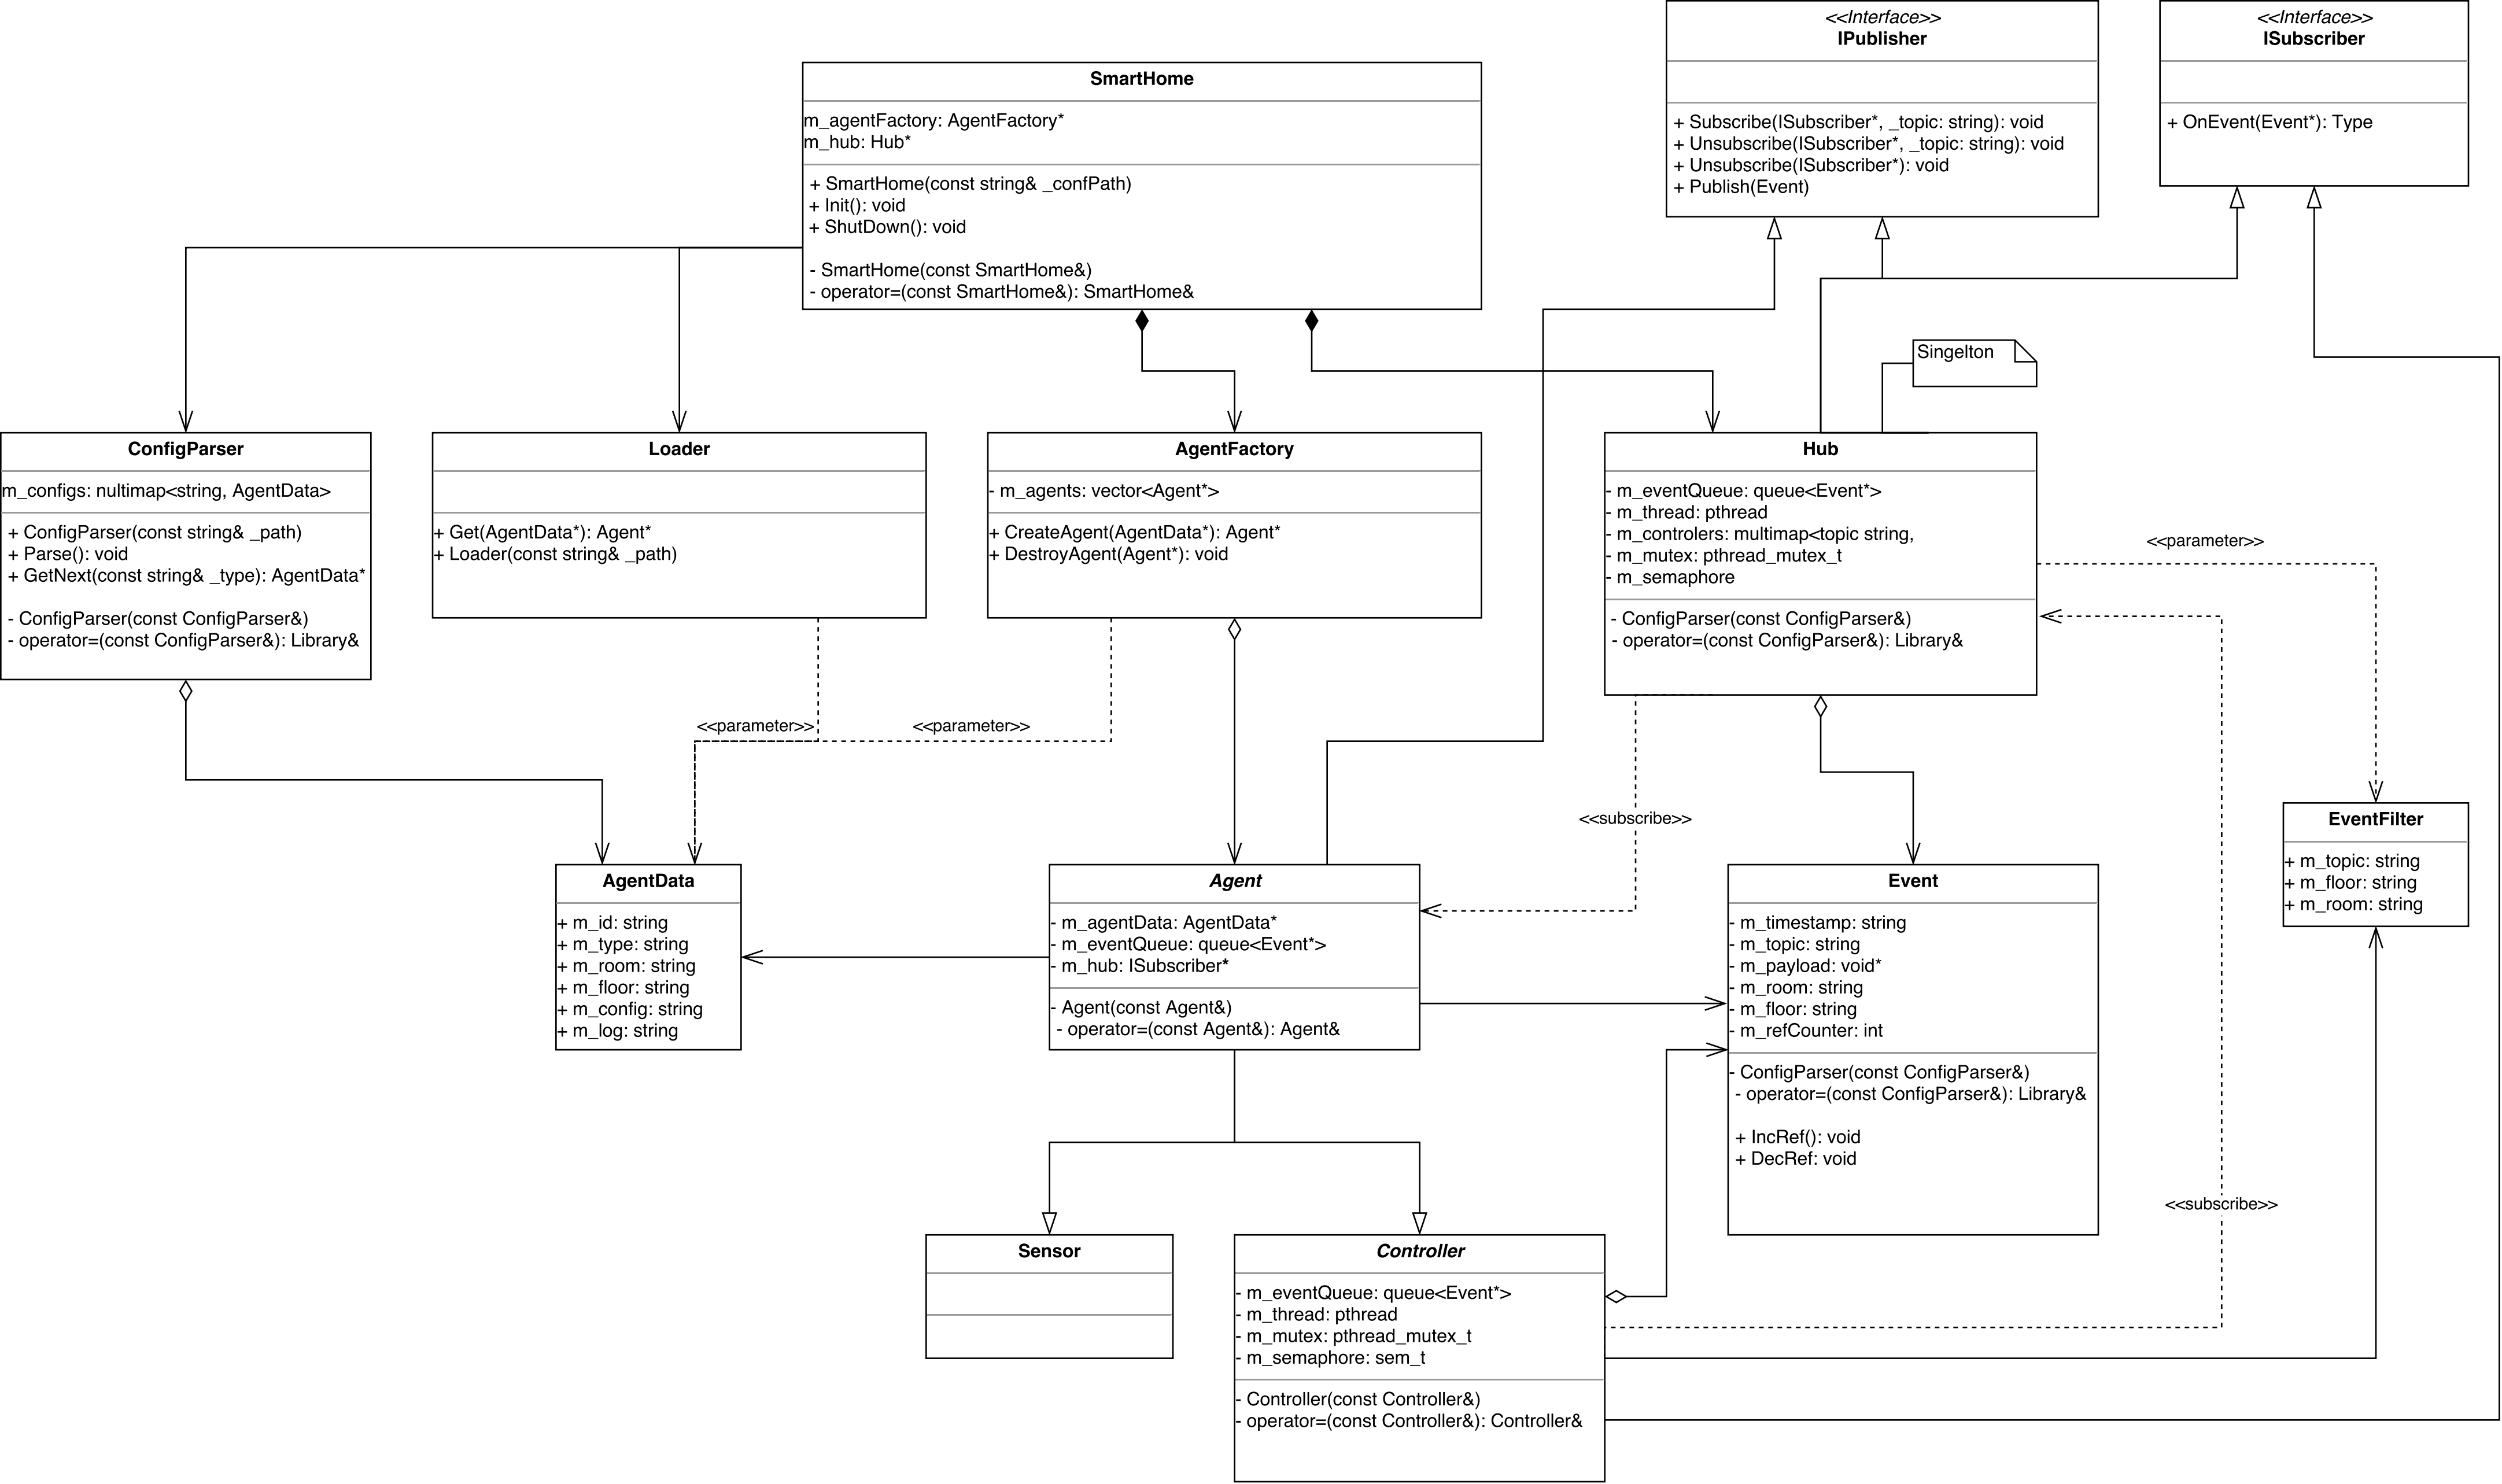 <<Interface>>
IPublisher
+ Subscribe(ISubscriber*, _topic: string): void
+ Unsubscribe(ISubscriber*, _topic: string): void
+ Unsubscribe(ISubscriber*): void
+ Publish(Event)
<<Interface>>
ISubscriber
+ OnEvent(Event*): Type
SmartHome
m_agentFactory: AgentFactory*
m_hub: Hub*
+ SmartHome(const string& _confPath)
+ Init(): void
+ ShutDown(): void
- SmartHome(const SmartHome&)
- operator=(const SmartHome&): SmartHome&
Singelton
ConfigParser
m_configs: nultimap<string, AgentData>
+ ConfigParser(const string& _path)
+ Parse(): void
+ GetNext(const string& _type): AgentData*
- ConfigParser(const ConfigParser&)
- operator=(const ConfigParser&): Library&
Loader
+ Get(AgentData*): Agent*
+ Loader(const string& _path)
AgentFactory
- m_agents: vector<Agent*>
+ CreateAgent(AgentData*): Agent*
+ DestroyAgent(Agent*): void
Hub
- m_eventQueue: queue<Event*>
- m_thread: pthread
- m_controlers: multimap<topic string,
- m_mutex: pthread_mutex_t
- m_semaphore
- ConfigParser(const ConfigParser&)
- operator=(const ConfigParser&): Library&
<<parameter>>
<<parameter>>
<<parameter>>
<<subscribe>>
EventFilter
+ m_topic: string
+ m_floor: string
+ m_room: string
AgentData
+ m_id: string
+ m_type: string
+ m_room: string
+ m_floor: string
+ m_config: string
+ m_log: string
Agent
- m_agentData: AgentData*
- m_eventQueue: queue<Event*>
- m_hub: ISubscriber*
- Agent(const Agent&)
- operator=(const Agent&): Agent&
Event
- m_timestamp: string
- m_topic: string
- m_payload: void*
- m_room: string
- m_floor: string
- m_refCounter: int
- ConfigParser(const ConfigParser&)
- operator=(const ConfigParser&): Library&
+ IncRef(): void
+ DecRef: void
<<subscribe>>
Sensor
Controller
- m_eventQueue: queue<Event*>
- m_thread: pthread
- m_mutex: pthread_mutex_t
- m_semaphore: sem_t
- Controller(const Controller&)
- operator=(const Controller&): Controller&